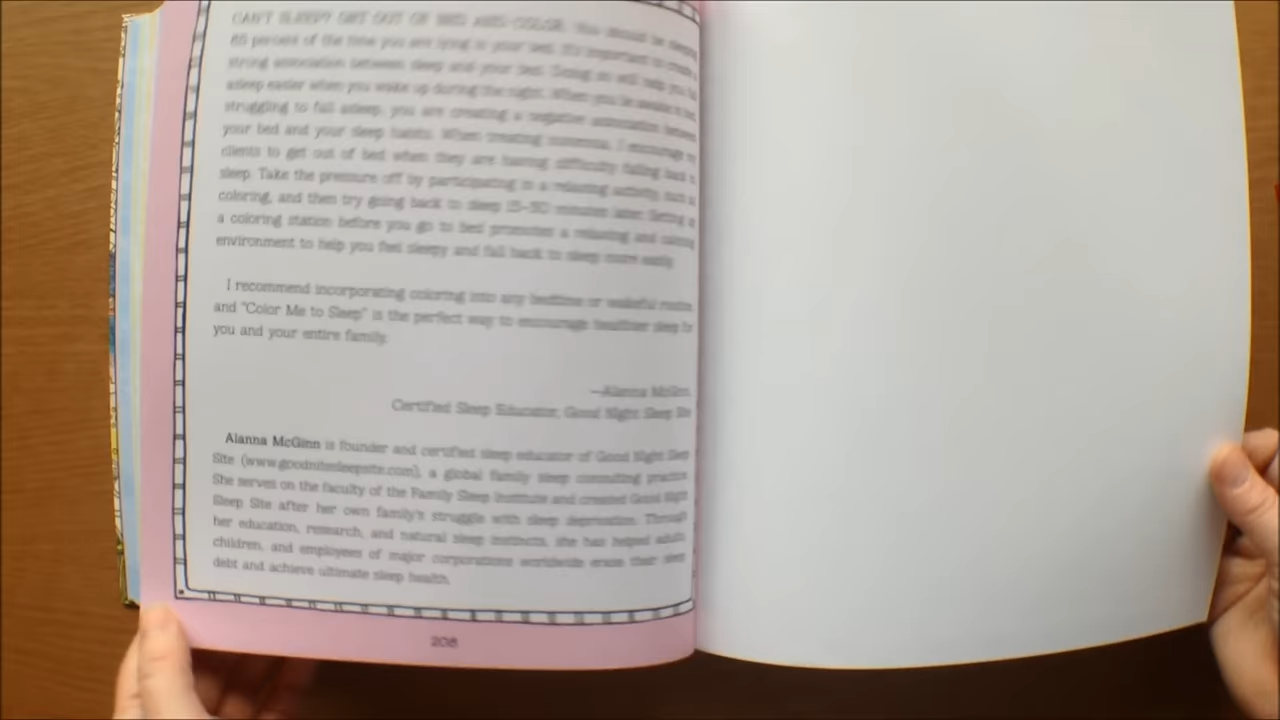 CAN'T SLEEP? GET OUT OF BED AND COLOR. You should be sleeping
85 percent of the time you are lying in your bed. It's important to create a
strong association between sleep and your bed. Doing so will help you fall
asleep easier when you wake up during the night. When you lie awake in bed,
struggling to fall asleep, you are creating a negative association between
your bed and your sleep habits. When treating insomnia, I encourage my
clients to get out of bed when they are having difficulty falling back to
sleep. Take the pressure off by participating in a relaxing activity, such as
coloring, and then try going back to sleep 15–30 minutes later. Setting up
a coloring station before you go to bed promotes a relaxing and calming
environment to help you feel sleepy and fall back to sleep more easily.
I recommend incorporating coloring into any bedtime or wakeful routine
and "Color Me to Sleep" is the perfect way to encourage healthier sleep for
you and your entire family.
—Alanna McGinn,
Certified Sleep Educator, Good Night Sleep Site
Alanna McGinn is founder and certified sleep educator of Good Night Sleep
Site (www.goodnitesleepsite.com), a global family sleep consulting practice.
She serves on the faculty of the Family Sleep Institute and created Good Night
Sleep Site after her own family's struggle with sleep deprivation. Through
her education, research, and natural sleep instincts, she has helped adults,
children, and employees of major corporations worldwide erase their sleep
debt and achieve ultimate sleep health.
208